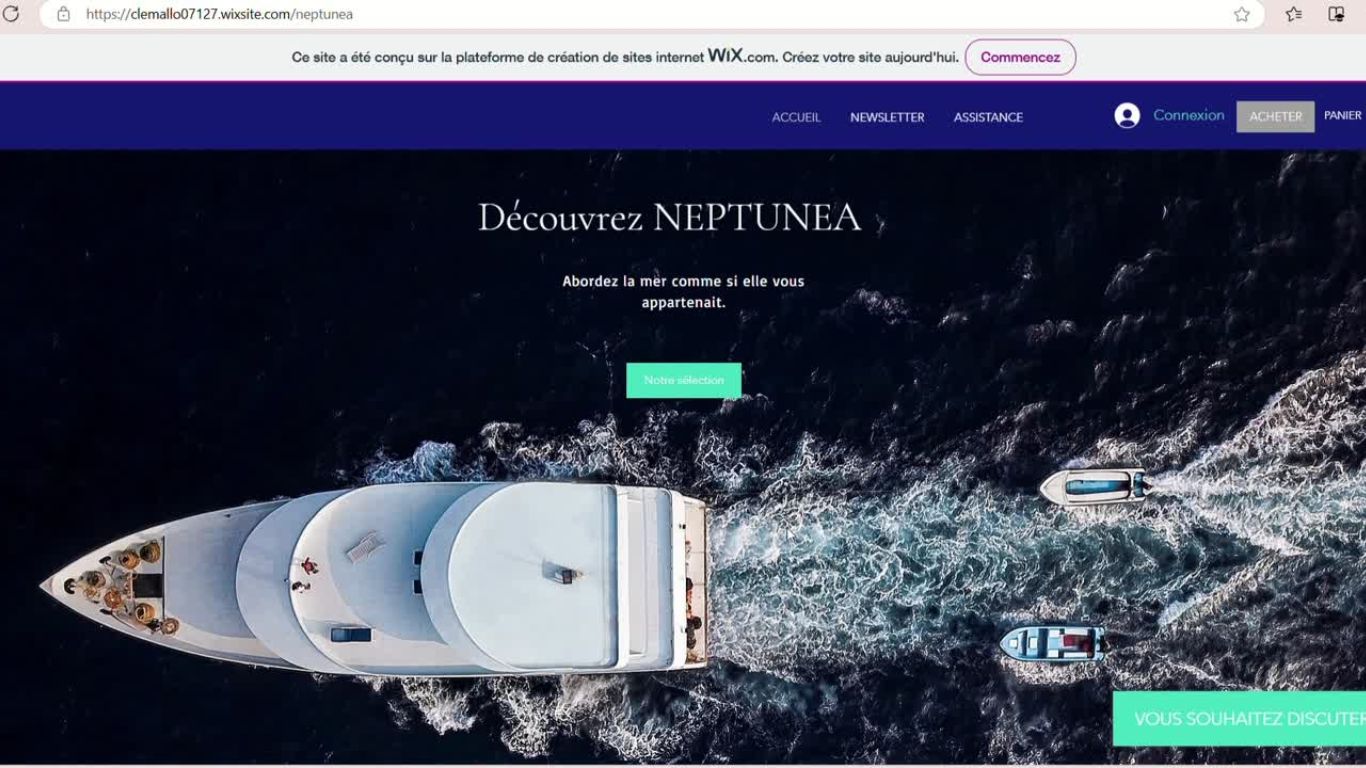 https://clemallo07127.wixsite.com/neptunea
Ce site a été conçu sur la plateforme de création de sites internet WiX.com. Créez votre site aujourd'hui. Commencez
ACCUEIL NEWSLETTER ASSISTANCE Connexion ACHETER PANIER
Découvrez NEPTUNEA
Abordez la mer comme si elle vous
appartenait.
Notre sélection
VOUS SOUHAITEZ DISCUTER